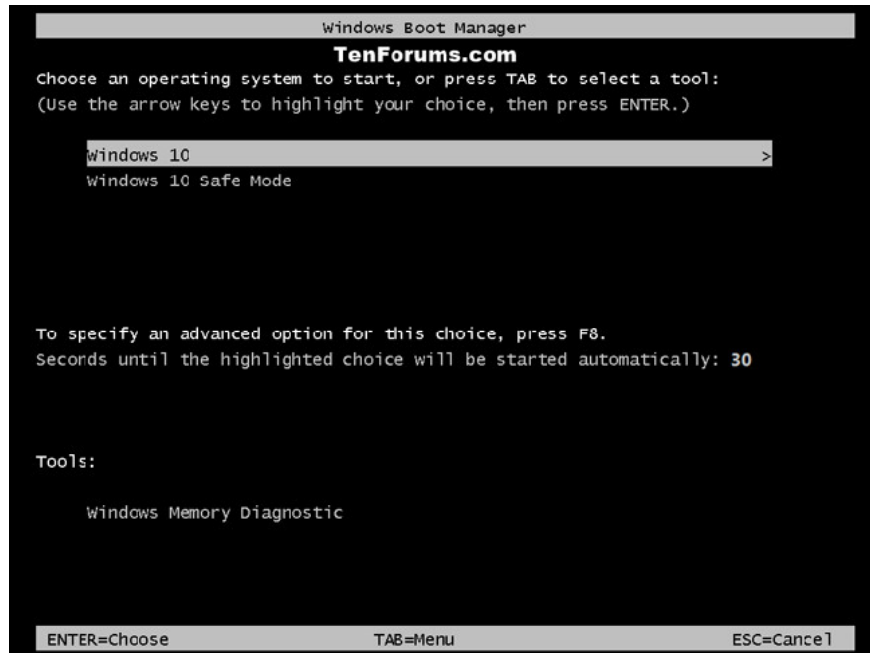 Windows Boot Manager
TenForums.com
Choose an operating system to start, or press TAB to select a tool:
(Use the arrow keys to highlight your choice, then press ENTER.)
Windows 10 >
Windows 10 Safe Mode
To specify an advanced option for this choice, press F8.
Seconds until the highlighted choice will be started automatically: 30
Tools:
Windows Memory Diagnostic
ENTER=Choose TAB=Menu ESC=Cancel